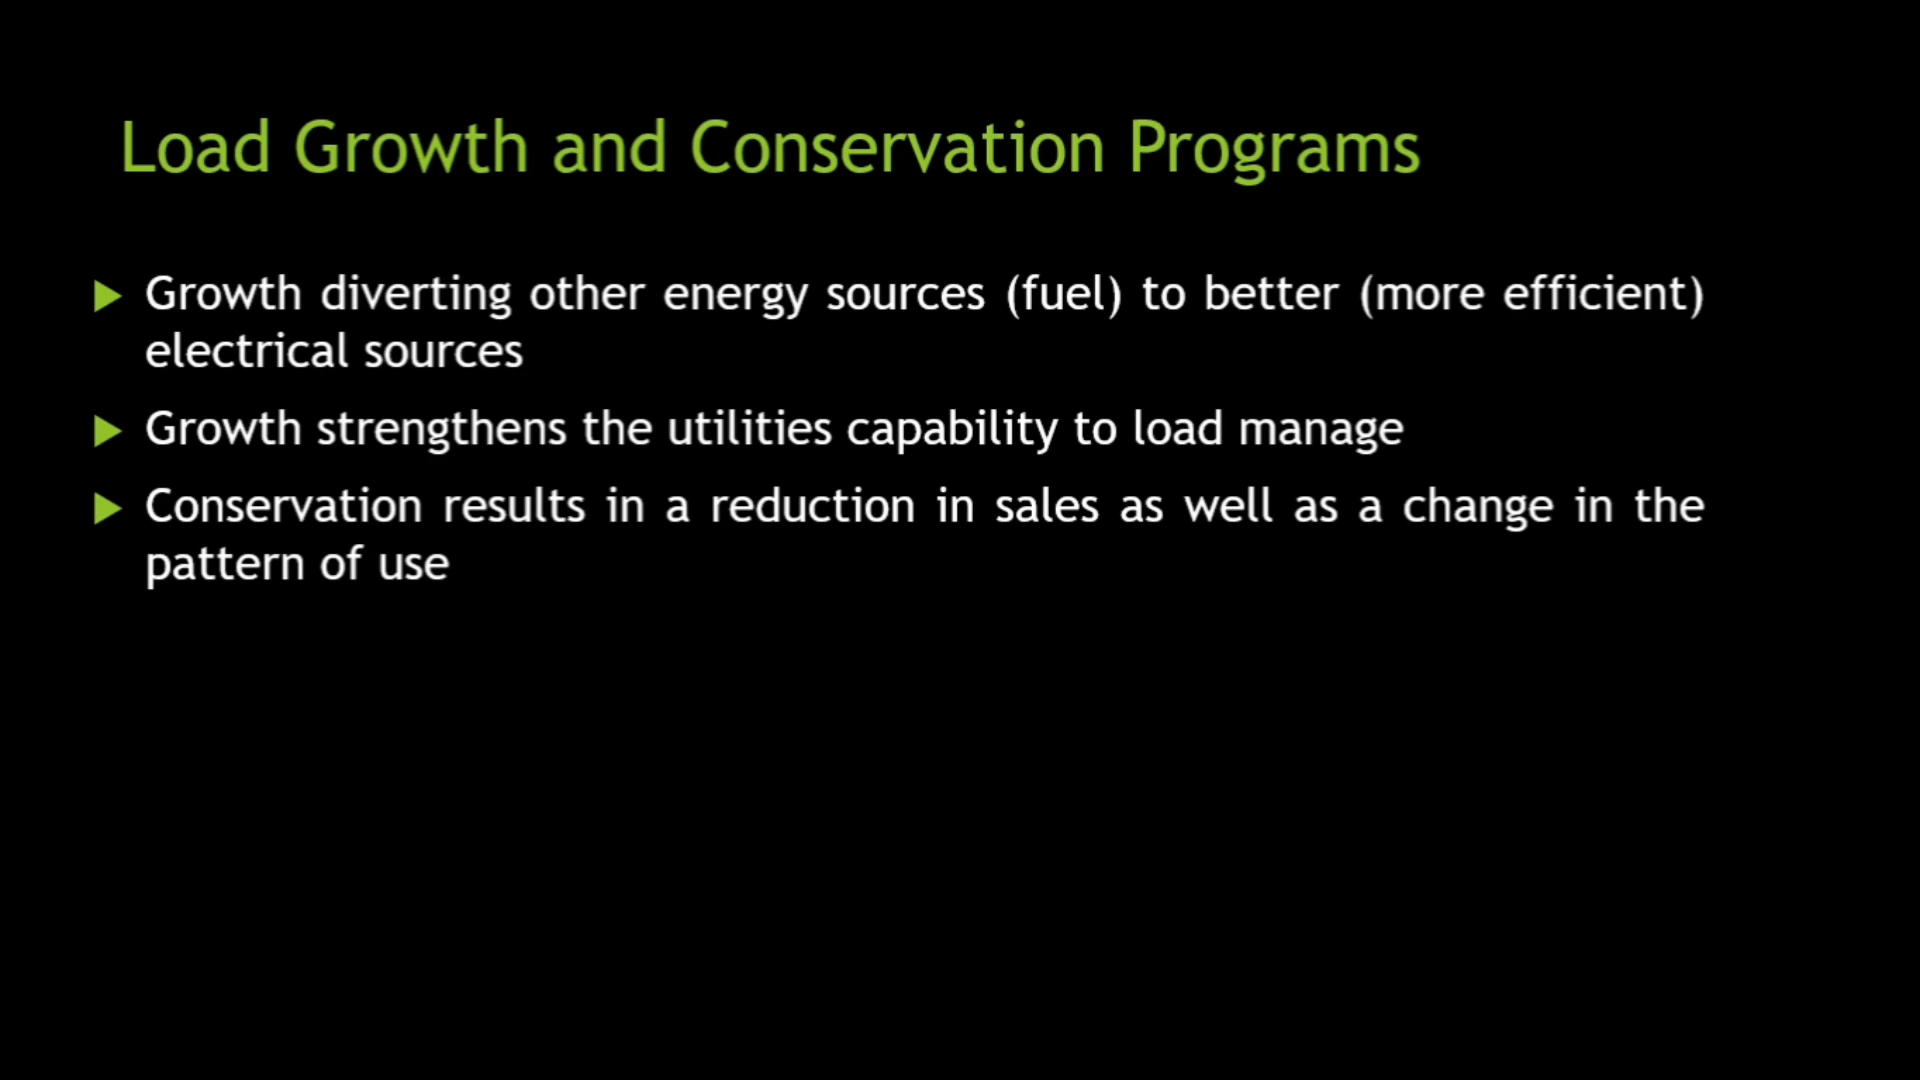 Load Growth and Conservation Programs
Growth diverting other energy sources (fuel) to better (more efficient)
electrical sources
Growth strengthens the utilities capability to load manage
Conservation results in a reduction in sales as well as a change in the
pattern of use